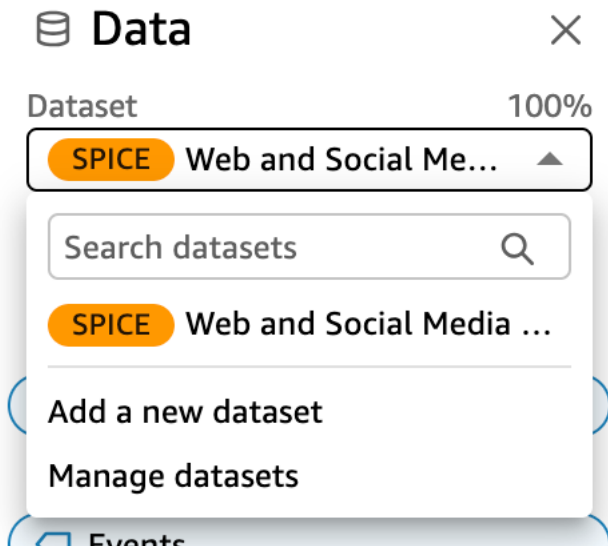 Data
Dataset 100%
SPICE Web and Social Me...
Search datasets
SPICE Web and Social Media ...
Add a new dataset
Manage datasets
Events